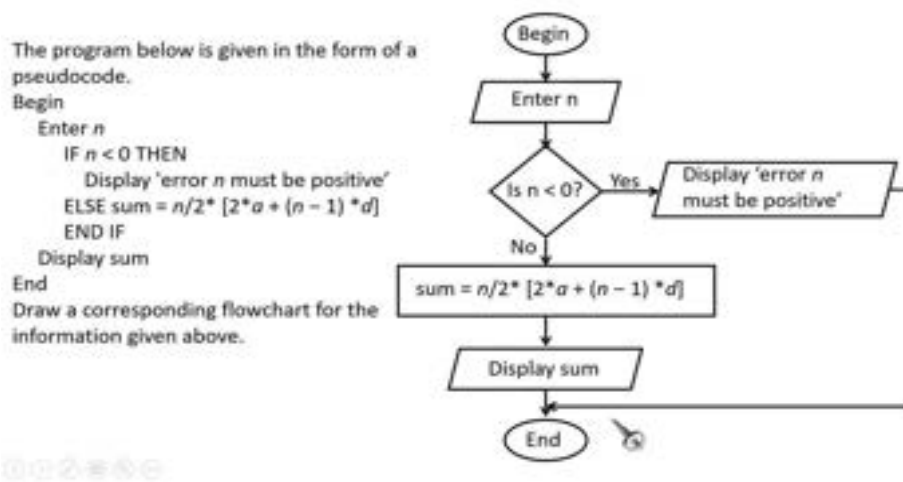 The program below is given in the form of a
pseudocode.
Begin
Enter n
IF n < 0 THEN
Display 'error n must be positive'
ELSE sum = n/2* [2*a + (n – 1) *d]
END IF
Display sum
End
Draw a corresponding flowchart for the
information given above.
Begin
Enter n
Is n < 0?
Yes
Display 'error n
must be positive'
No
sum = n/2* [2*a + (n – 1) *d]
Display sum
End